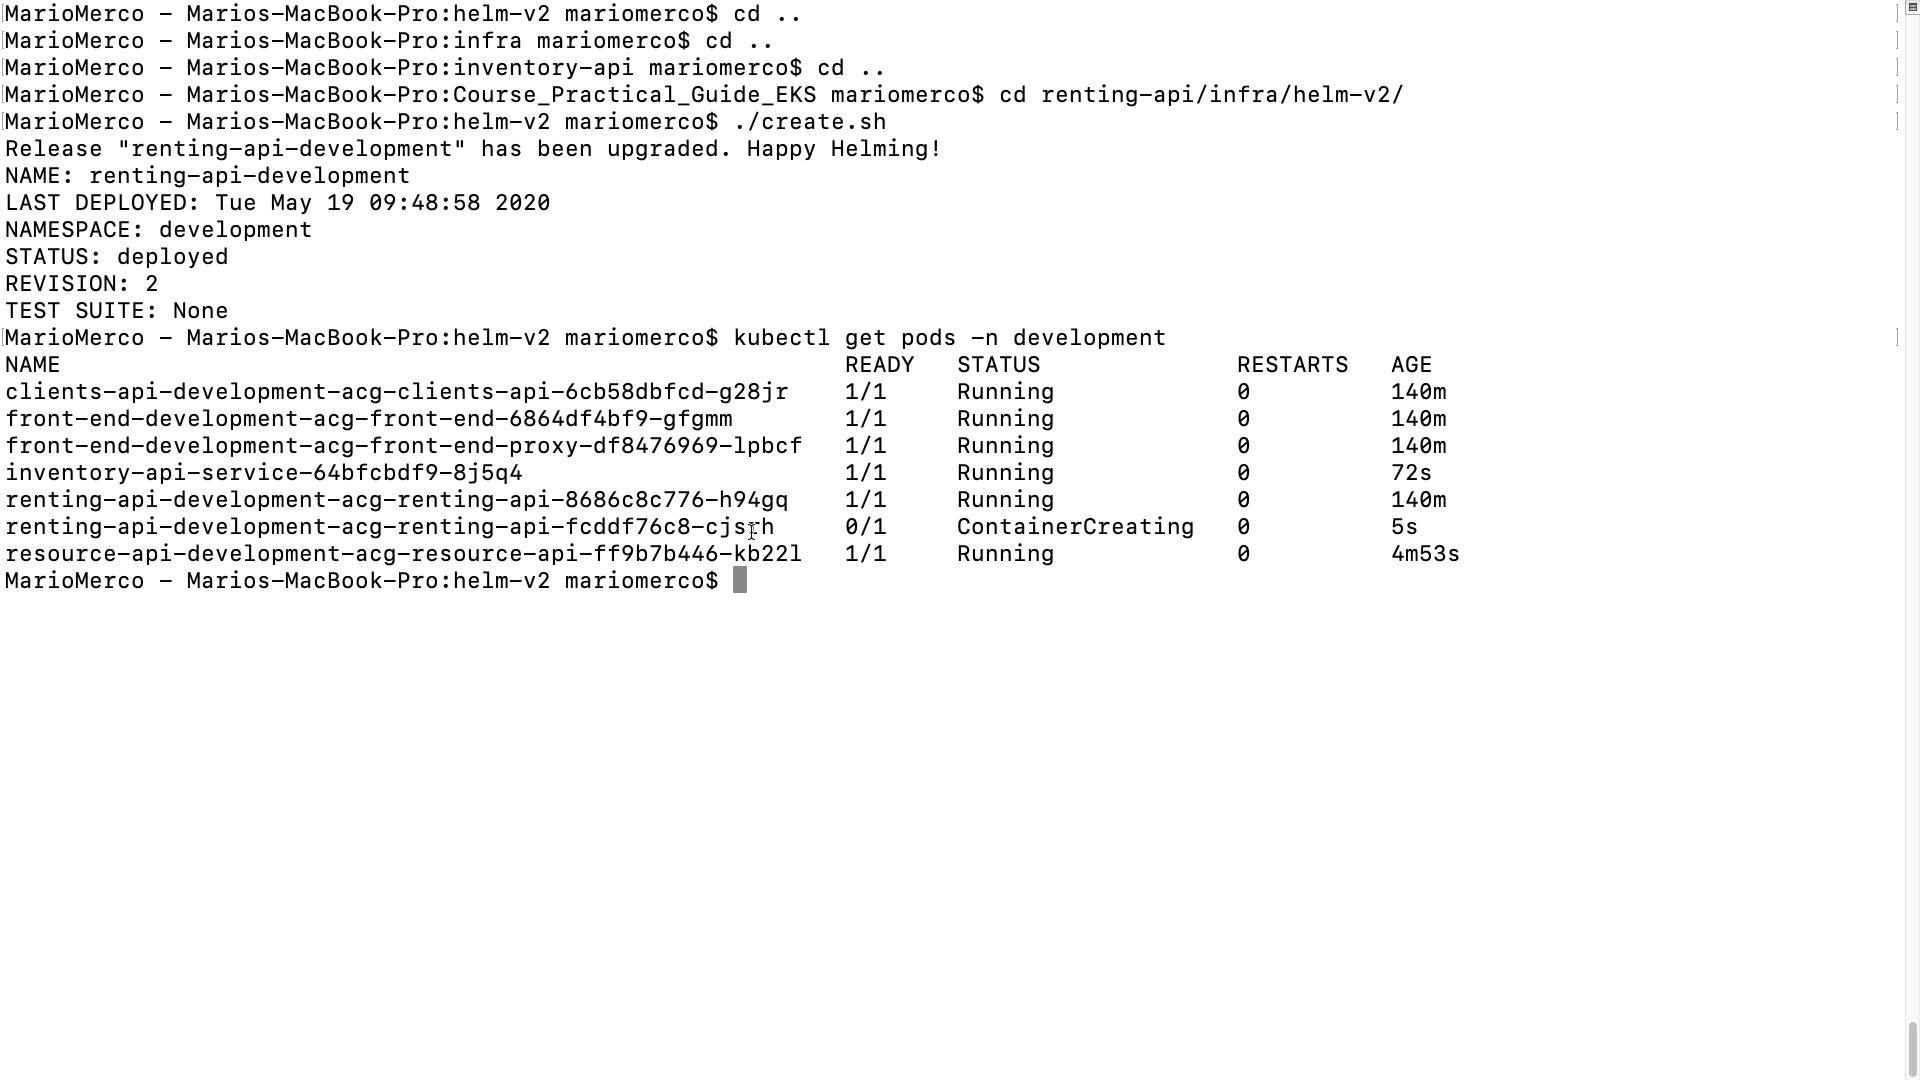 MarioMerco – Marios-MacBook-Pro:helm-v2 mariomerco$ cd ..
MarioMerco – Marios-MacBook-Pro:infra mariomerco$ cd ..
MarioMerco – Marios-MacBook-Pro:inventory-api mariomerco$ cd ..
MarioMerco – Marios-MacBook-Pro:Course_Practical_Guide_EKS mariomerco$ cd renting-api/infra/helm-v2/
MarioMerco – Marios-MacBook-Pro:helm-v2 mariomerco$ ./create.sh
Release "renting-api-development" has been upgraded. Happy Helming!
NAME: renting-api-development
LAST DEPLOYED: Tue May 19 09:48:58 2020
NAMESPACE: development
STATUS: deployed
REVISION: 2
TEST SUITE: None
MarioMerco – Marios-MacBook-Pro:helm-v2 mariomerco$ kubectl get pods -n development
NAME READY STATUS RESTARTS AGE
clients-api-development-acg-clients-api-6cb58dbfcd-g28jr 1/1 Running 0 140m
front-end-development-acg-front-end-6864df4bf9-gfgmm 1/1 Running 0 140m
front-end-development-acg-front-end-proxy-df8476969-lpbcf 1/1 Running 0 140m
inventory-api-service-64bfcbdf9-8j5q4 1/1 Running 0 72s
renting-api-development-acg-renting-api-8686c8c776-h94gq 1/1 Running 0 140m
renting-api-development-acg-renting-api-fcddf76c8-cjsrh 0/1 ContainerCreating 0 5s
resource-api-development-acg-resource-api-ff9b7b446-kb22l 1/1 Running 0 4m53s
MarioMerco – Marios-MacBook-Pro:helm-v2 mariomerco$